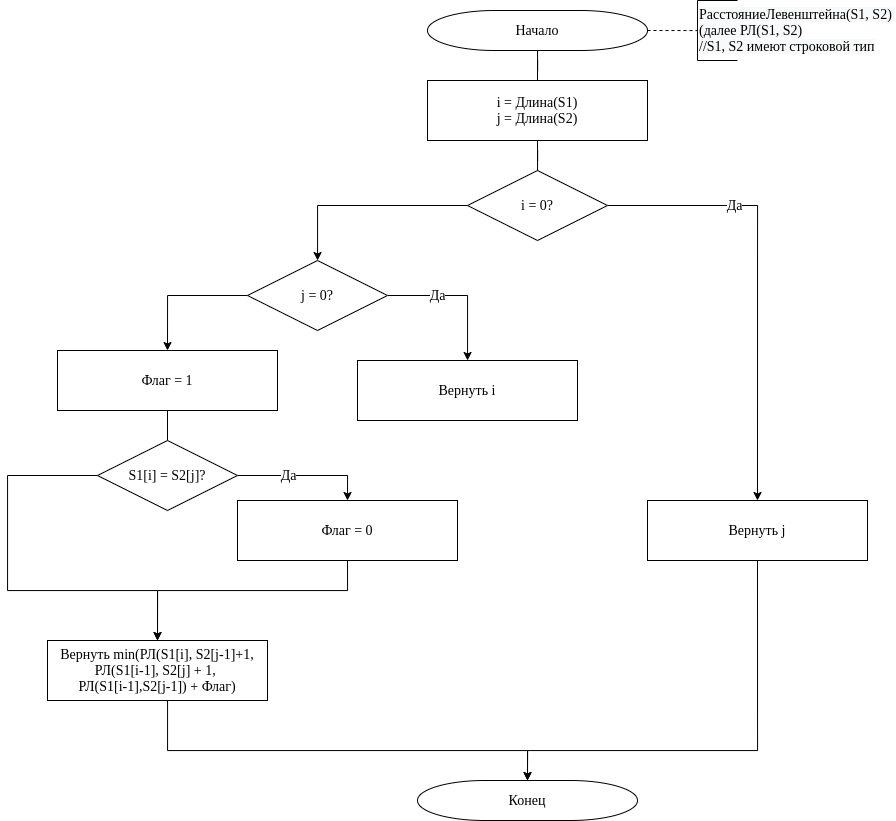 Начало
РасстояниеЛевенштейна(S1, S2)
(далее РЛ(S1, S2)
//S1, S2 имеют строковой тип
i = Длина(S1)
j = Длина(S2)
i = 0?
Да
j = 0?
Да
Флаг = 1
Вернуть i
S1[i] = S2[j]?
Да
Флаг = 0
Вернуть j
Вернуть min(РЛ(S1[i], S2[j-1]+1,
РЛ(S1[i-1], S2[j] + 1,
РЛ(S1[i-1],S2[j-1]) + Флаг)
Конец